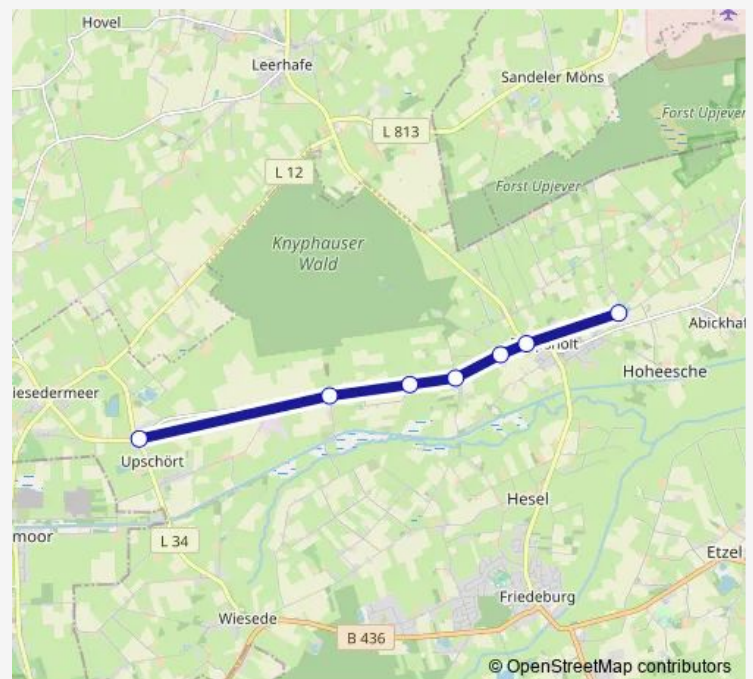 Hovel
Leerhafe
Sandeler Möns
Forst Upjever
L 813
L 12
Forst Upjever
Knyphauser
Wald
Abickhaf
Hoheesche
iesedermeer
Upschört
Hesel
L 34
moor
Etzel
Friedeburg
Wiesede
B 436
© OpenStreetMap contributors